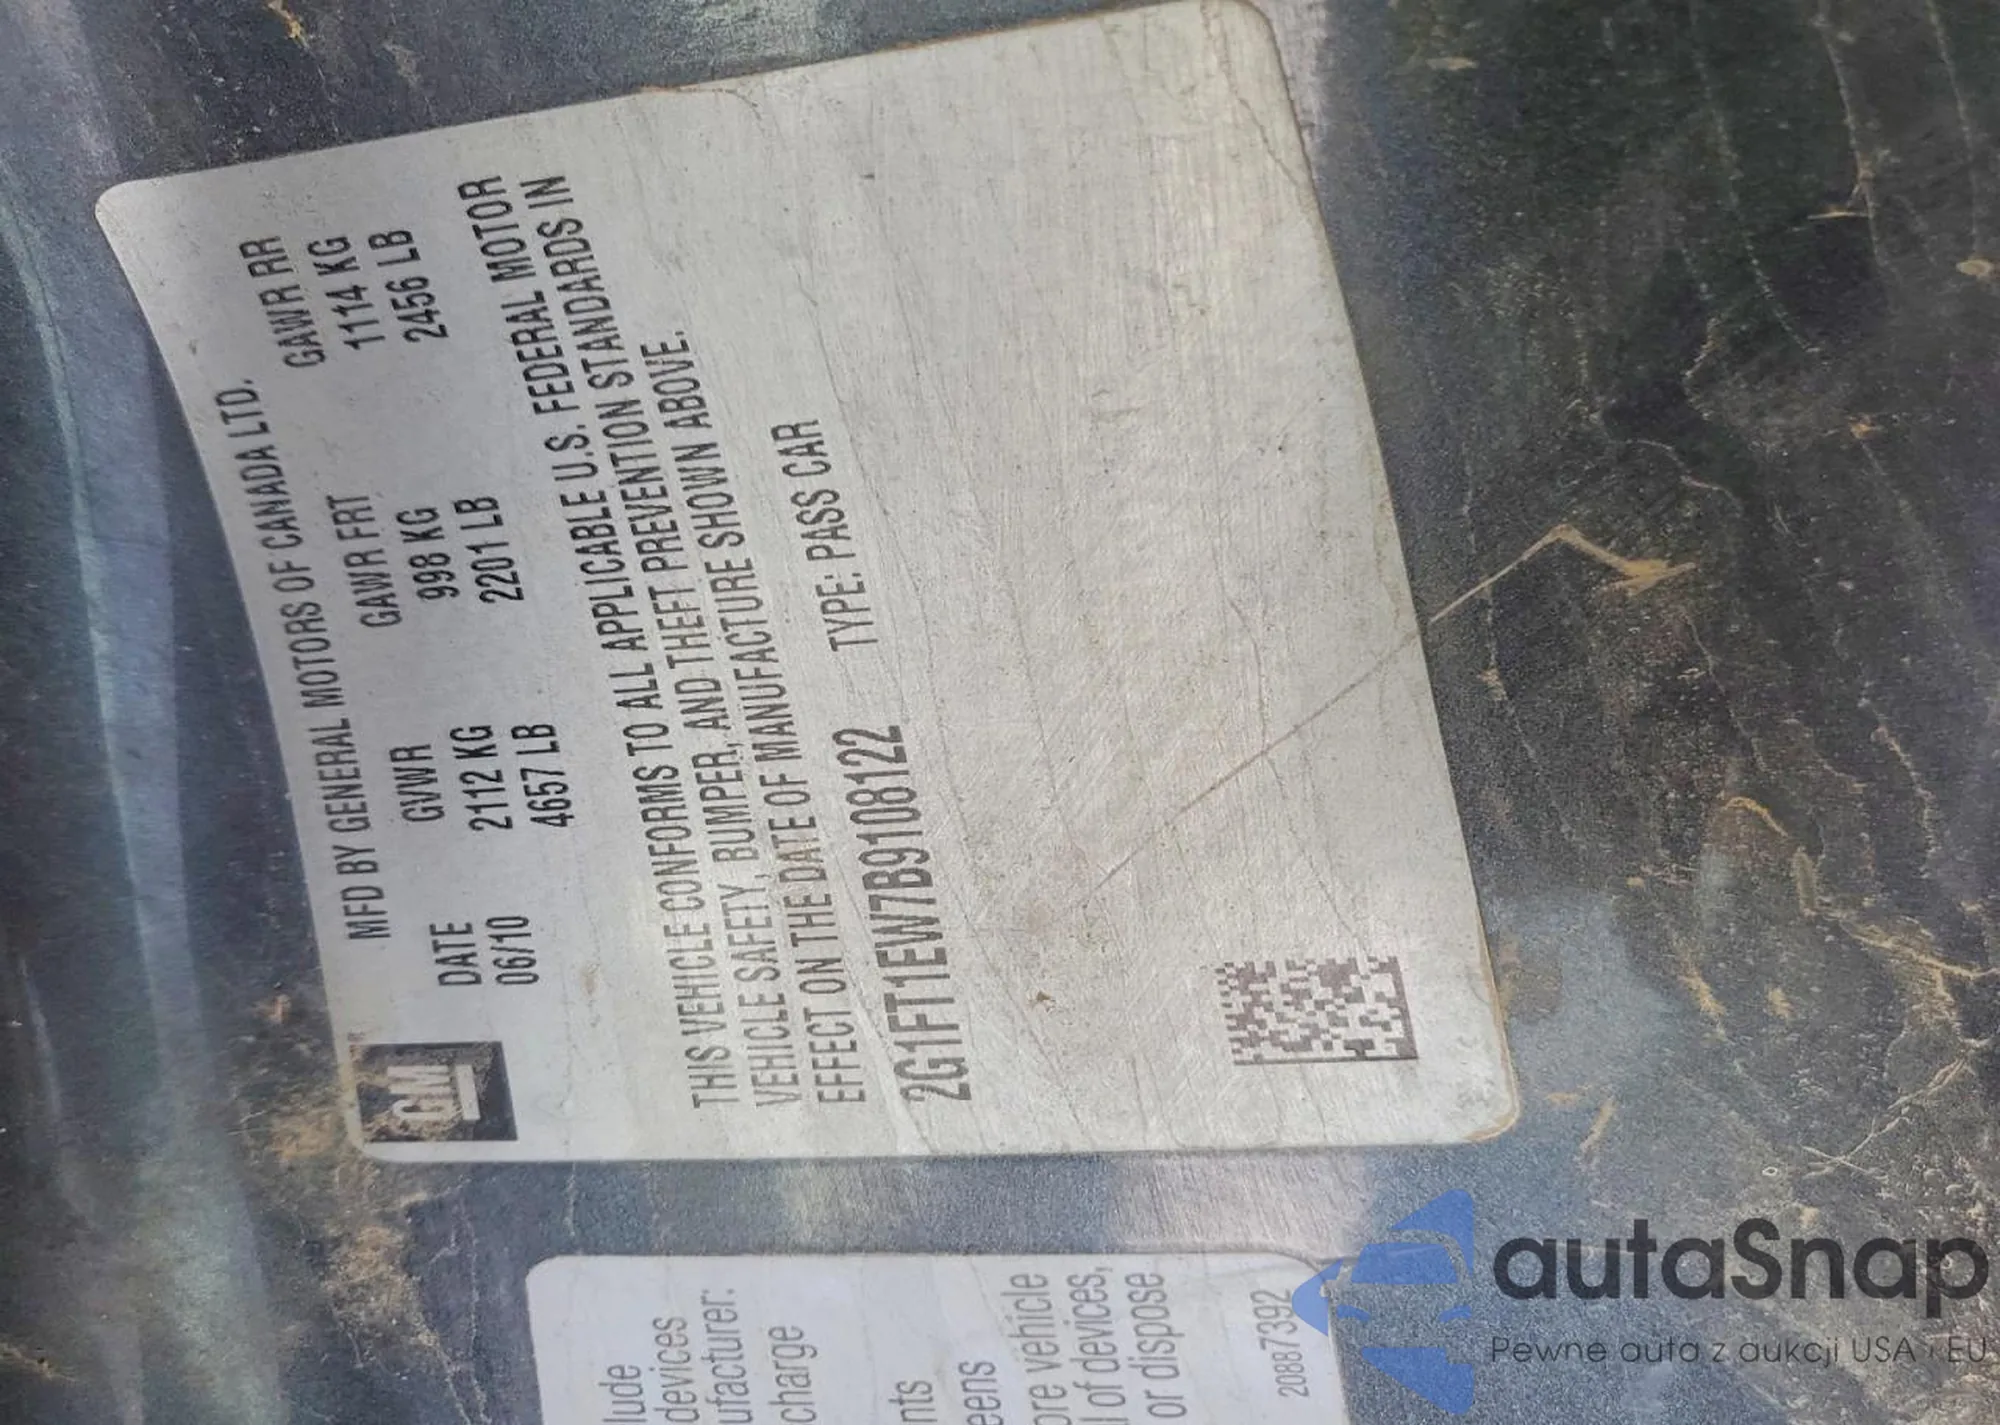 MFD BY GENERAL MOTORS OF CANADA LTD.
DATE GVWR GAWR FRT GAWR RR
06/10 2112 KG 998 KG 1114 KG
4657 LB 2201 LB 2456 LB
THIS VEHICLE CONFORMS TO ALL APPLICABLE U.S. FEDERAL MOTOR
VEHICLE SAFETY, BUMPER, AND THEFT PREVENTION STANDARDS IN
EFFECT ON THE DATE OF MANUFACTURE SHOWN ABOVE.
2G1FT1EW7B9108122 TYPE: PASS CAR
GM
lude
devices
ufacturer.
charge
nts
eens
ore vehicle
l of devices,
or dispose
20887392
autaSnap
Pewne auta z aukcji USA i EU